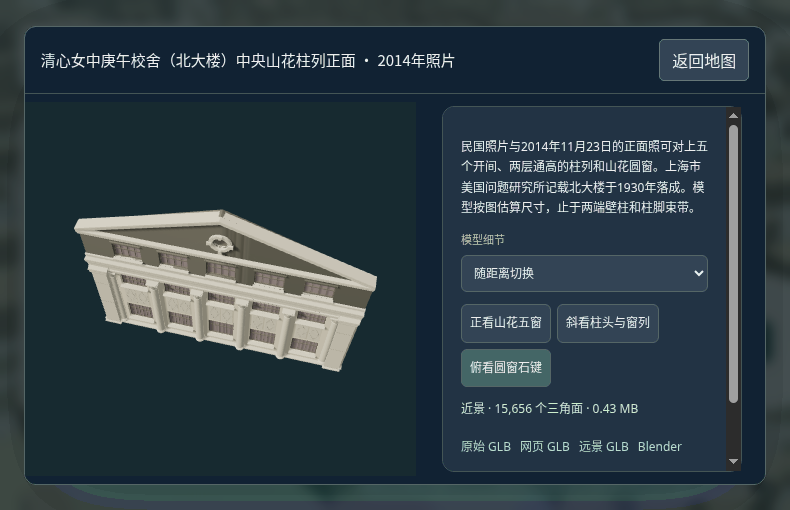 清心女中庚午校舍（北大楼）中央山花柱列正面 · 2014年照片
返回地图
民国照片与2014年11月23日的正面照可对上五
个开间、两层通高的柱列和山花圆窗。上海市
美国问题研究所记载北大楼于1930年落成。模
型按图估算尺寸，止于两端壁柱和柱脚束带。
模型细节
随距离切换
正看山花五窗
斜看柱头与窗列
俯看圆窗石键
近景 · 15,656 个三角面 · 0.43 MB
原始 GLB 网页 GLB 远景 GLB Blender